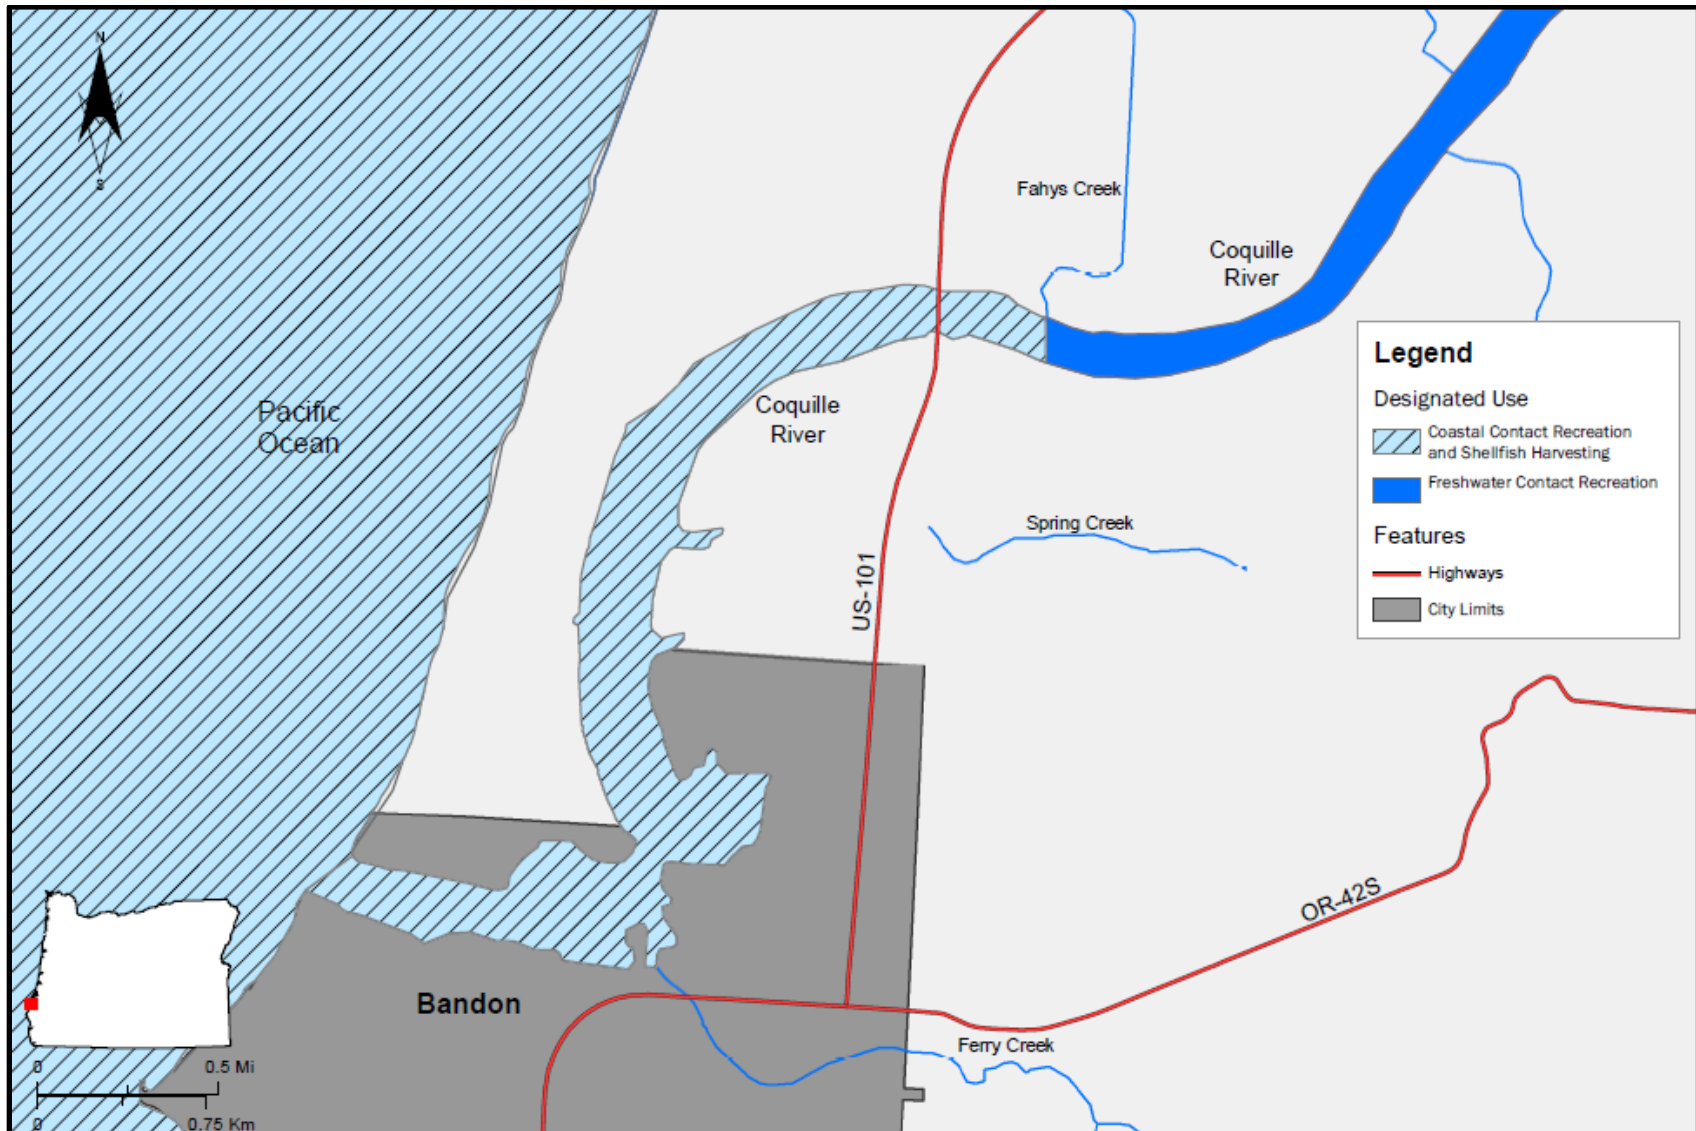 N
S
Fahys Creek
Coquille
River
Pacific
Ocean
Coquille
River
Legend
Designated Use
Coastal Contact Recreation
and Shellfish Harvesting
Freshwater Contact Recreation
Features
Highways
City Limits
Spring Creek
US-101
OR-42S
Bandon
Ferry Creek
0 0.5 Mi
0 0.75 Km